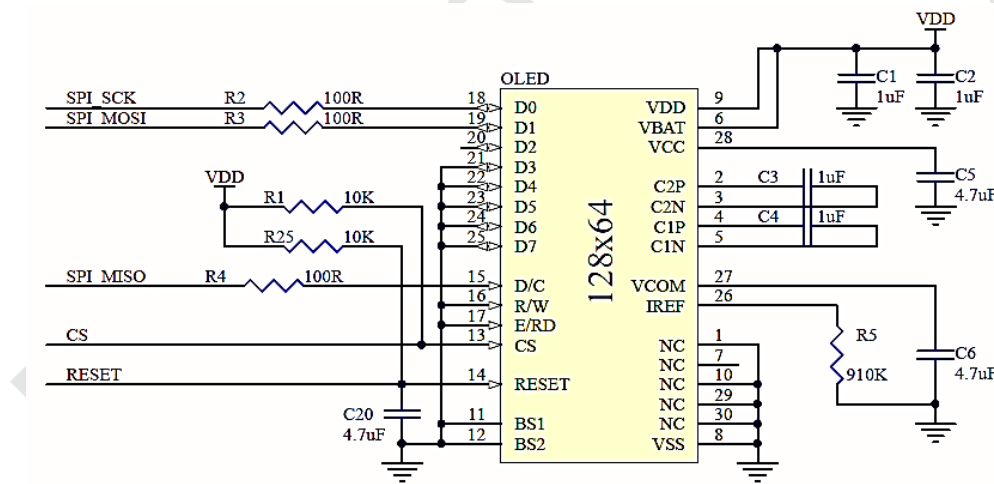 VDD
C1
1uF
C2
1uF
OLED
SPI_SCK R2 100R 18 D0 VDD 9
SPI_MOSI R3 100R 19 D1 VBAT 6
20 D2 VCC 28
21 D3
VDD 22 D4 C2P 2 C3 1uF
C5
4.7uF
R1 10K 23 D5 C2N 3
24 D6 C1P 4 C4 1uF
R25 10K 25 D7 C1N 5
128x64
SPI_MISO R4 100R 15 D/C VCOM 27
16 R/W IREF 26
17 E/RD
CS 13 CS NC 1
R5
910K
C6
4.7uF
NC 7
RESET 14 RESET NC 10
NC 29
C20
4.7uF
11 BS1 NC 30
12 BS2 VSS 8